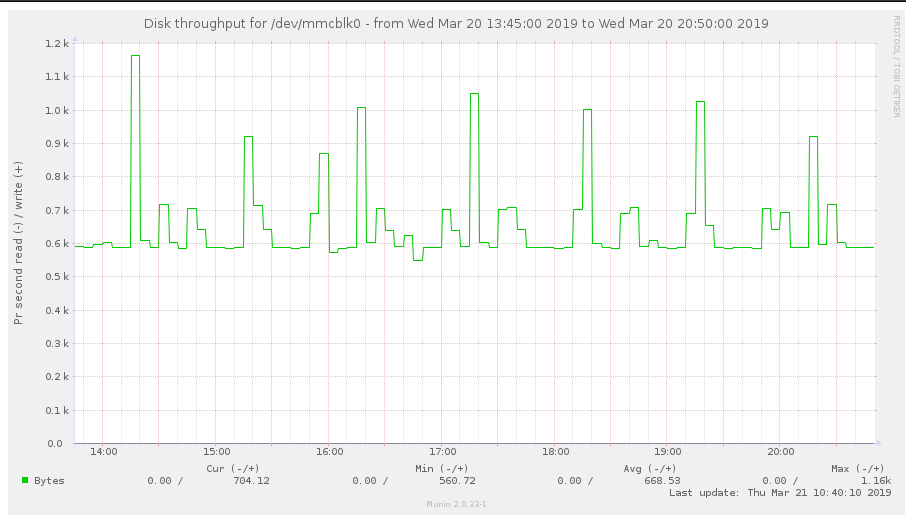 Disk throughput for /dev/mmcblk0 - from Wed Mar 20 13:45:00 2019 to Wed Mar 20 20:50:00 2019
RRDTOOL / TOBI OETIKER
Pr second read (-) / write (+)
1.2 k
1.1 k
1.0 k
0.9 k
0.8 k
0.7 k
0.6 k
0.5 k
0.4 k
0.3 k
0.2 k
0.1 k
0.0
14:00 15:00 16:00 17:00 18:00 19:00 20:00
Cur (-/+) Min (-/+) Avg (-/+) Max (-/+)
Bytes 0.00 / 704.12 0.00 / 560.72 0.00 / 668.53 0.00 / 1.16k
Last update: Thu Mar 21 10:40:10 2019
Munin 2.0.33-1